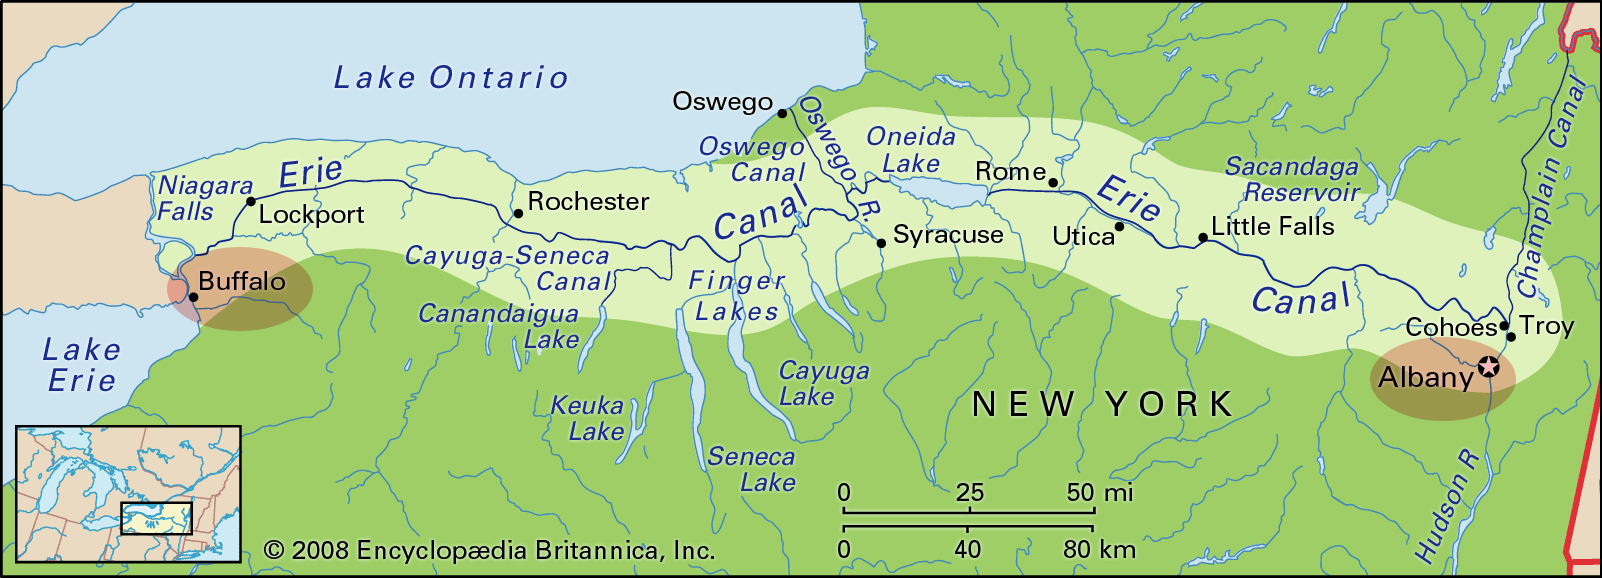 Lake Ontario
Oswego
Oswego
Oneida
Lake
Oswego
Canal
Rome
Sacandaga
Reservoir
Champlain Canal
Niagara
Falls
Erie
Lockport
Rochester
Canal
R.
Syracuse
Erie
Utica
Little Falls
Cayuga-Seneca
Canal
Finger
Lakes
Canal
Buffalo
Canandaigua
Lake
Cohoes
Troy
Lake
Erie
Cayuga
Lake
Albany
Keuka
Lake
NEW YORK
Seneca
Lake
Hudson R
0 25 50 mi
0 40 80 km
© 2008 Encyclopædia Britannica, Inc.